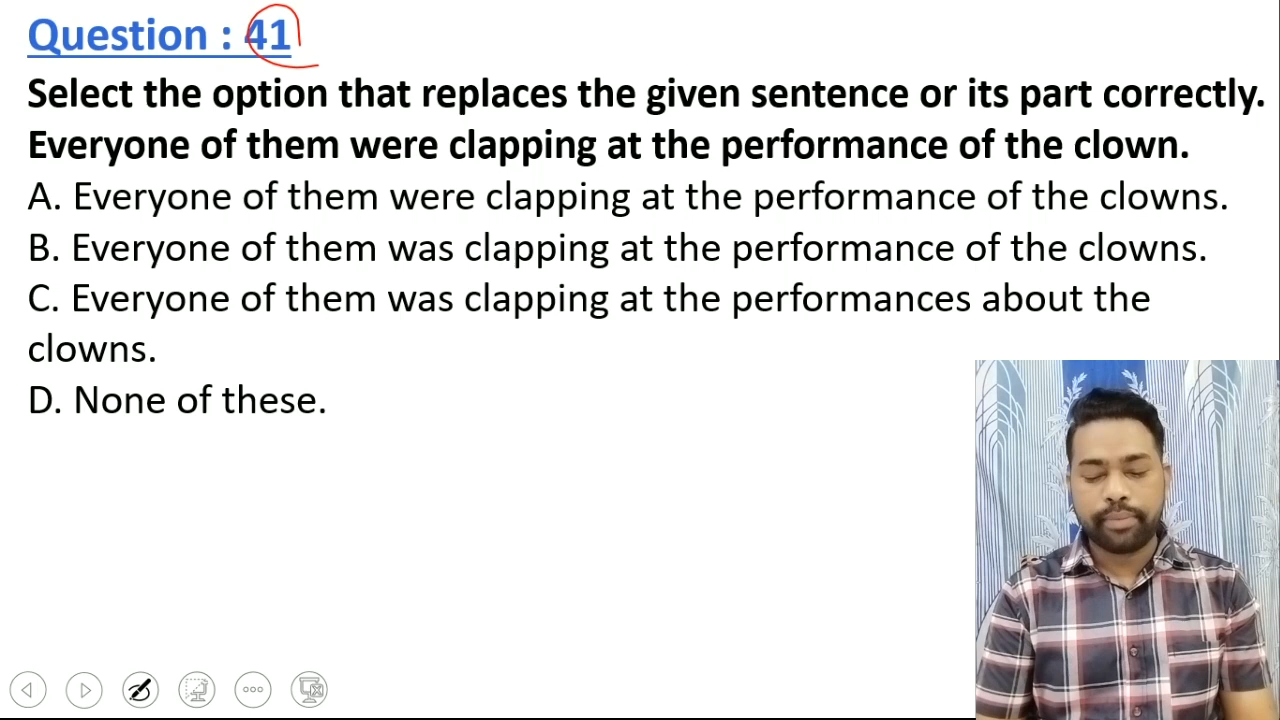 Question : 41
Select the option that replaces the given sentence or its part correctly.
Everyone of them were clapping at the performance of the clown.
A. Everyone of them were clapping at the performance of the clowns.
B. Everyone of them was clapping at the performance of the clowns.
C. Everyone of them was clapping at the performances about the
clowns.
D. None of these.